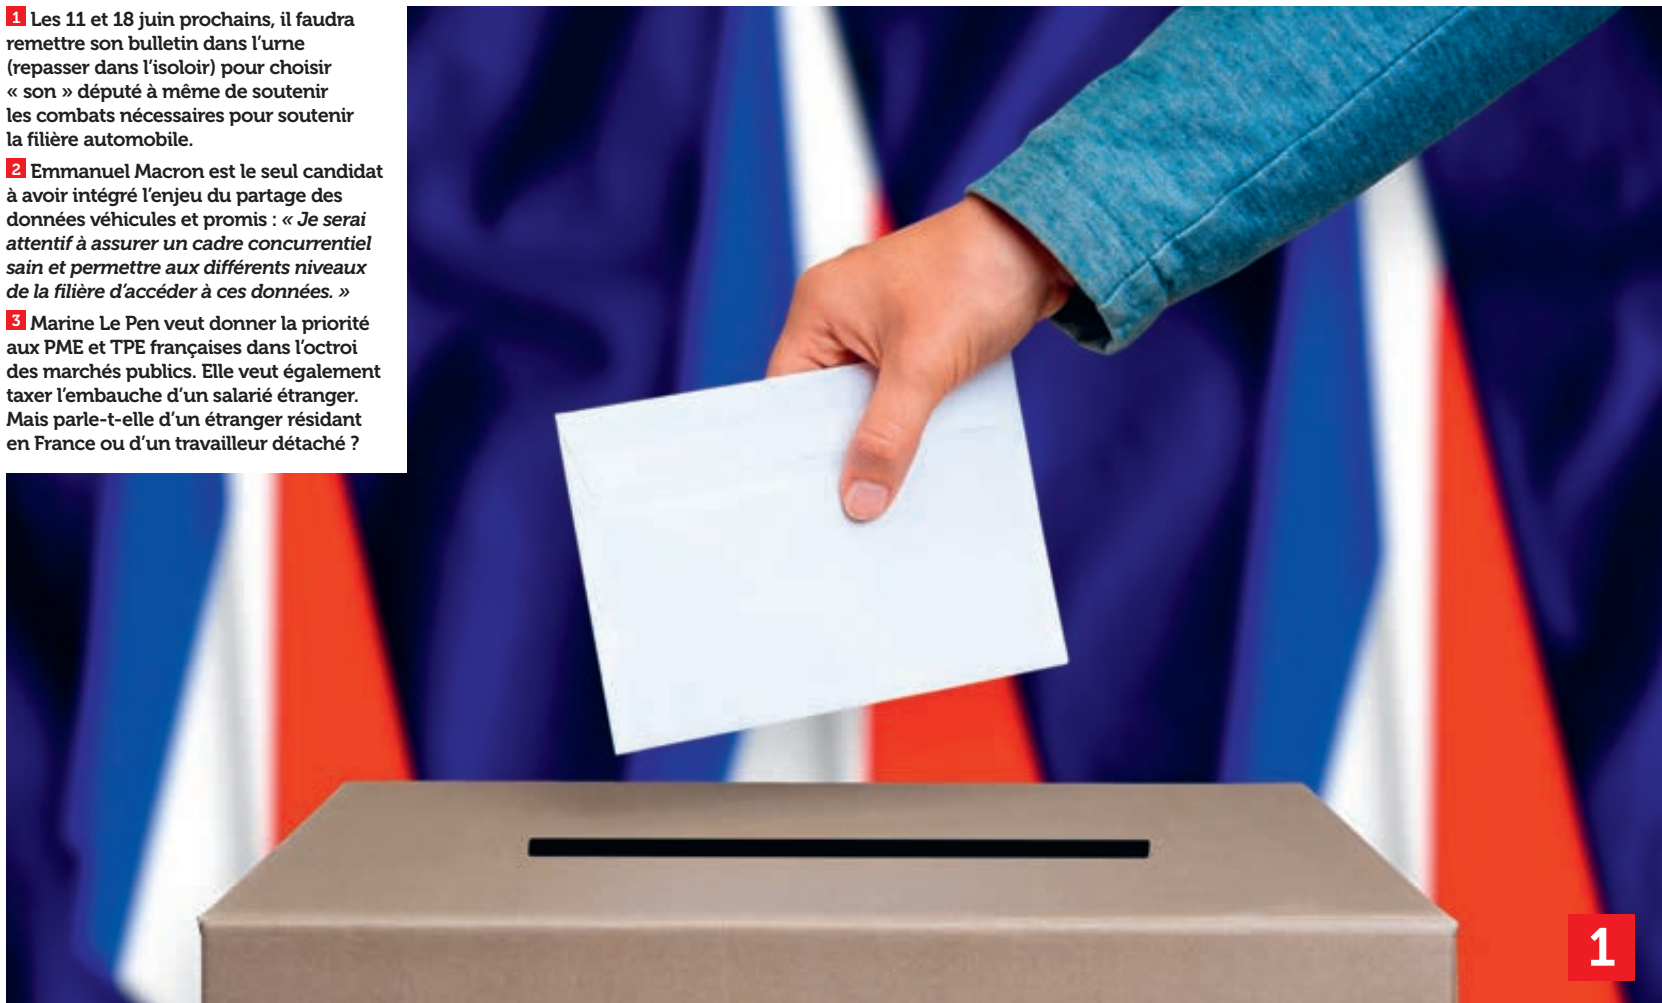 1 Les 11 et 18 juin prochains, il faudra
remettre son bulletin dans l’urne
(repasser dans l’isoloir) pour choisir
« son » député à même de soutenir
les combats nécessaires pour soutenir
la filière automobile.
2 Emmanuel Macron est le seul candidat
à avoir intégré l’enjeu du partage des
données véhicules et promis : « Je serai
attentif à assurer un cadre concurrentiel
sain et permettre aux différents niveaux
de la filière d’accéder à ces données. »
3 Marine Le Pen veut donner la priorité
aux PME et TPE françaises dans l’octroi
des marchés publics. Elle veut également
taxer l’embauche d’un salarié étranger.
Mais parle-t-elle d’un étranger résidant
en France ou d’un travailleur détaché ?
1